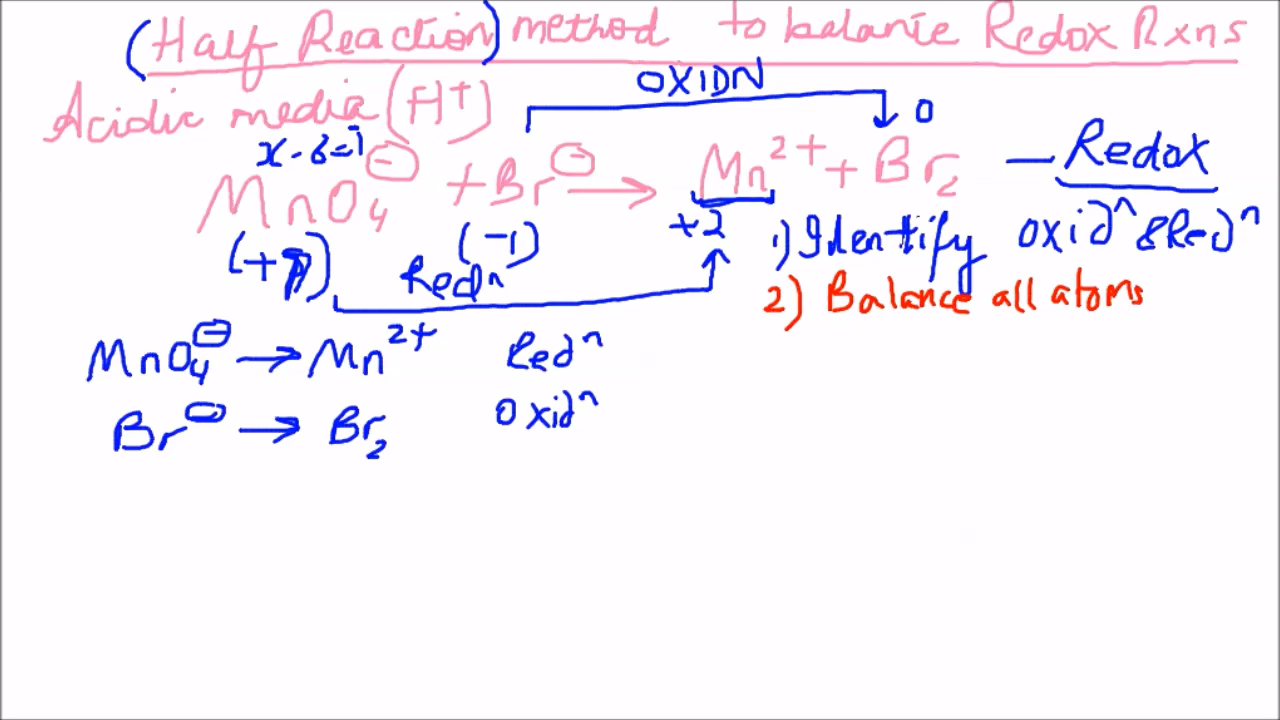 (Half Reaction) method to balance Redox Rxns
Acidic media (H+)
OXIDN
0
x - 8 = -1
MnO4⊖ + Br⊖ → Mn2+ + Br2 — Redox
(+7) (-1) +2
Redn
1) Identify oxidn & Redn
2) Balance all atoms
MnO4⊖ → Mn2+ Redn
Br⊖ → Br2 Oxidn